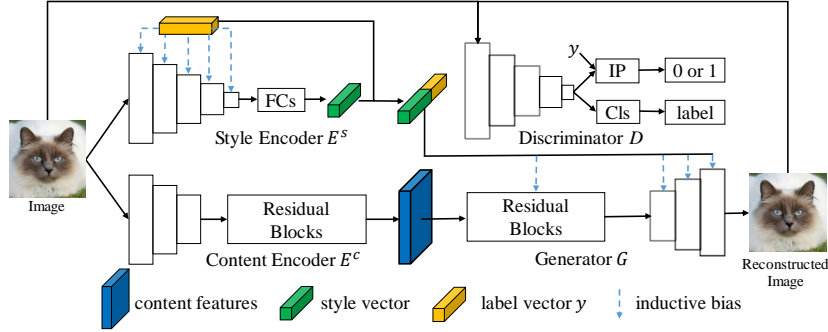 y
IP
0 or 1
FCs
Cls
label
Style Encoder E^s
Discriminator D
Image
Residual
Blocks
Residual
Blocks
Content Encoder E^c
Generator G
Reconstructed
Image
content features
style vector
label vector y
inductive bias